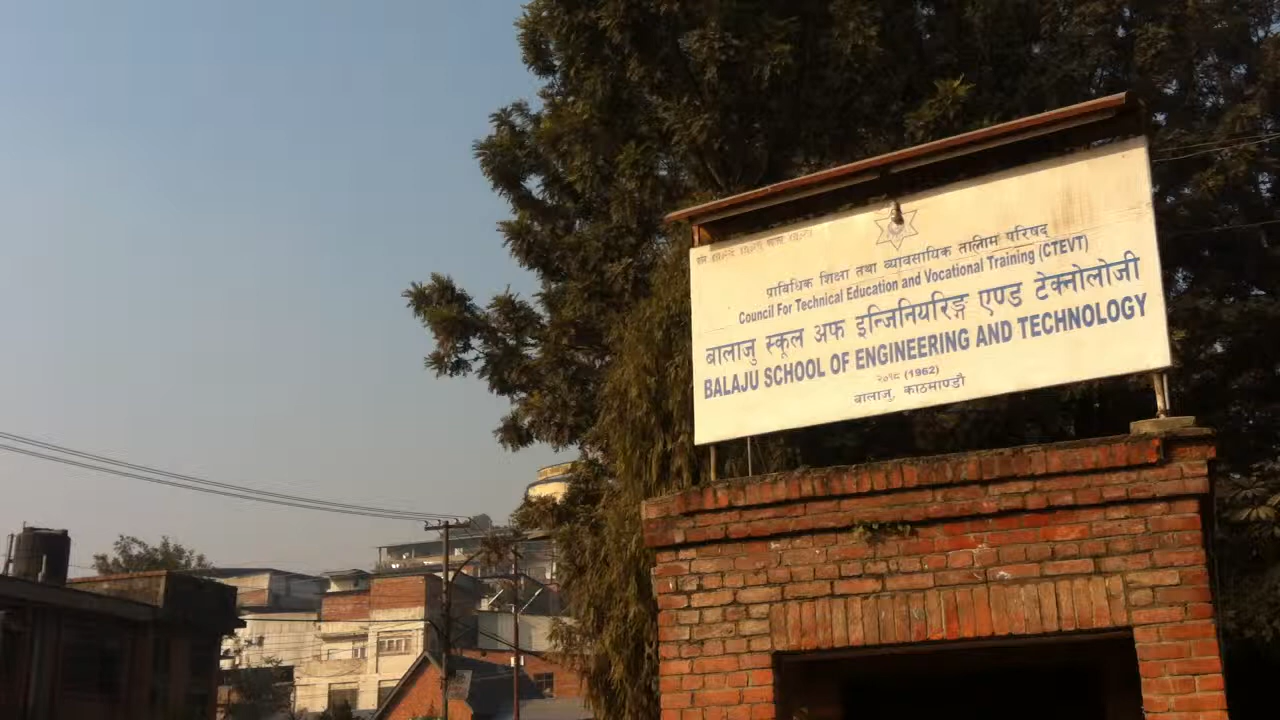 प्राविधिक शिक्षा तथा व्यावसायिक तालीम परिषद्
Council For Technical Education and Vocational Training (CTEVT)
बालाजु स्कूल अफ इन्जिनियरिङ्ग एण्ड टेक्नोलोजी
BALAJU SCHOOL OF ENGINEERING AND TECHNOLOGY
२०१८ (1962)
बालाजु, काठमाण्डौ